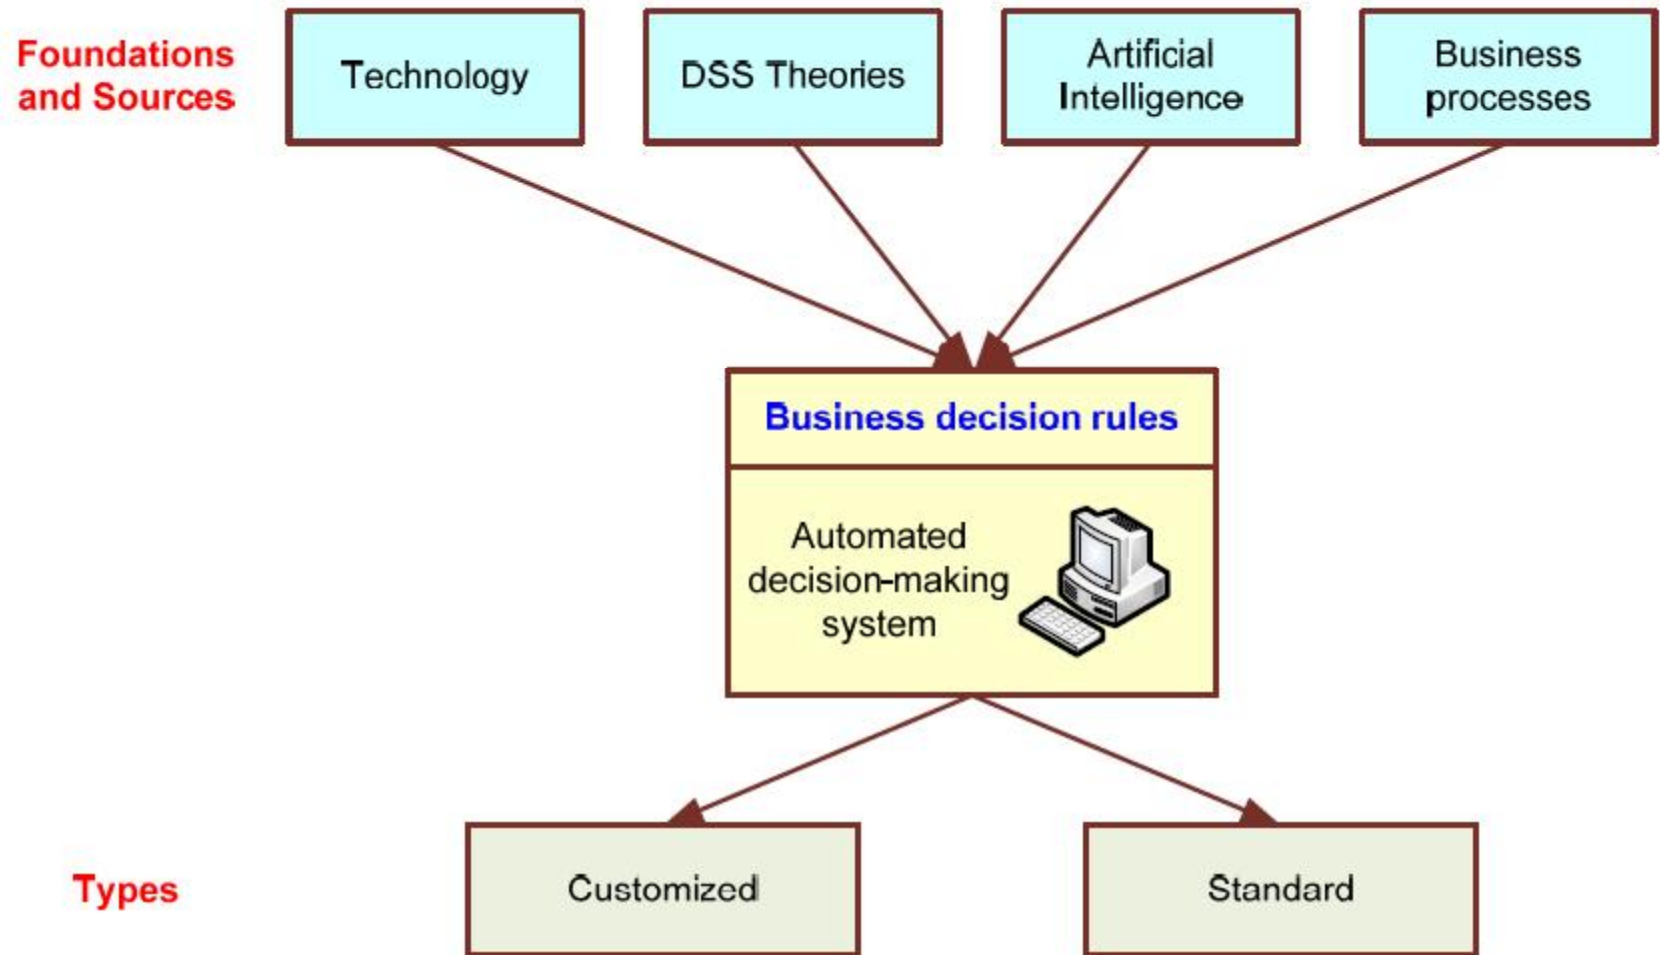 Foundations
and Sources
Technology
DSS Theories
Artificial
Intelligence
Business
processes
Business decision rules
Automated
decision-making
system
Types
Customized
Standard